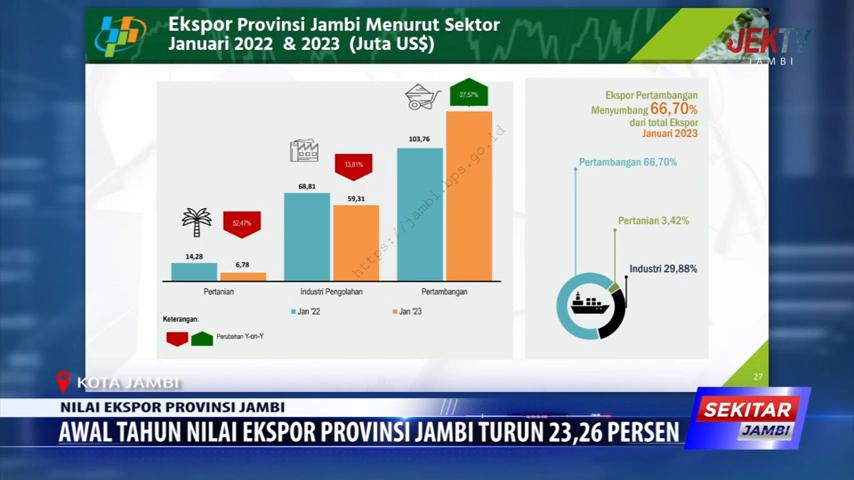 Ekspor Provinsi Jambi Menurut Sektor
Januari 2022 & 2023 (Juta US$)
JEKTV
JAMBI
27,57%
103,76
13,81%
68,81
59,31
52,47%
14,28
6,78
Pertanian
Industri Pengolahan
Pertambangan
Jan '22
Jan '23
Keterangan:
Perubahan Y-on-Y
https://jambi.bps.go.id
Ekspor Pertambangan
Menyumbang 66,70%
dari total Ekspor
Januari 2023
Pertambangan 66,70%
Pertanian 3,42%
Industri 29,88%
27
KOTA JAMBI
NILAI EKSPOR PROVINSI JAMBI
AWAL TAHUN NILAI EKSPOR PROVINSI JAMBI TURUN 23,26 PERSEN
SEKITAR
JAMBI